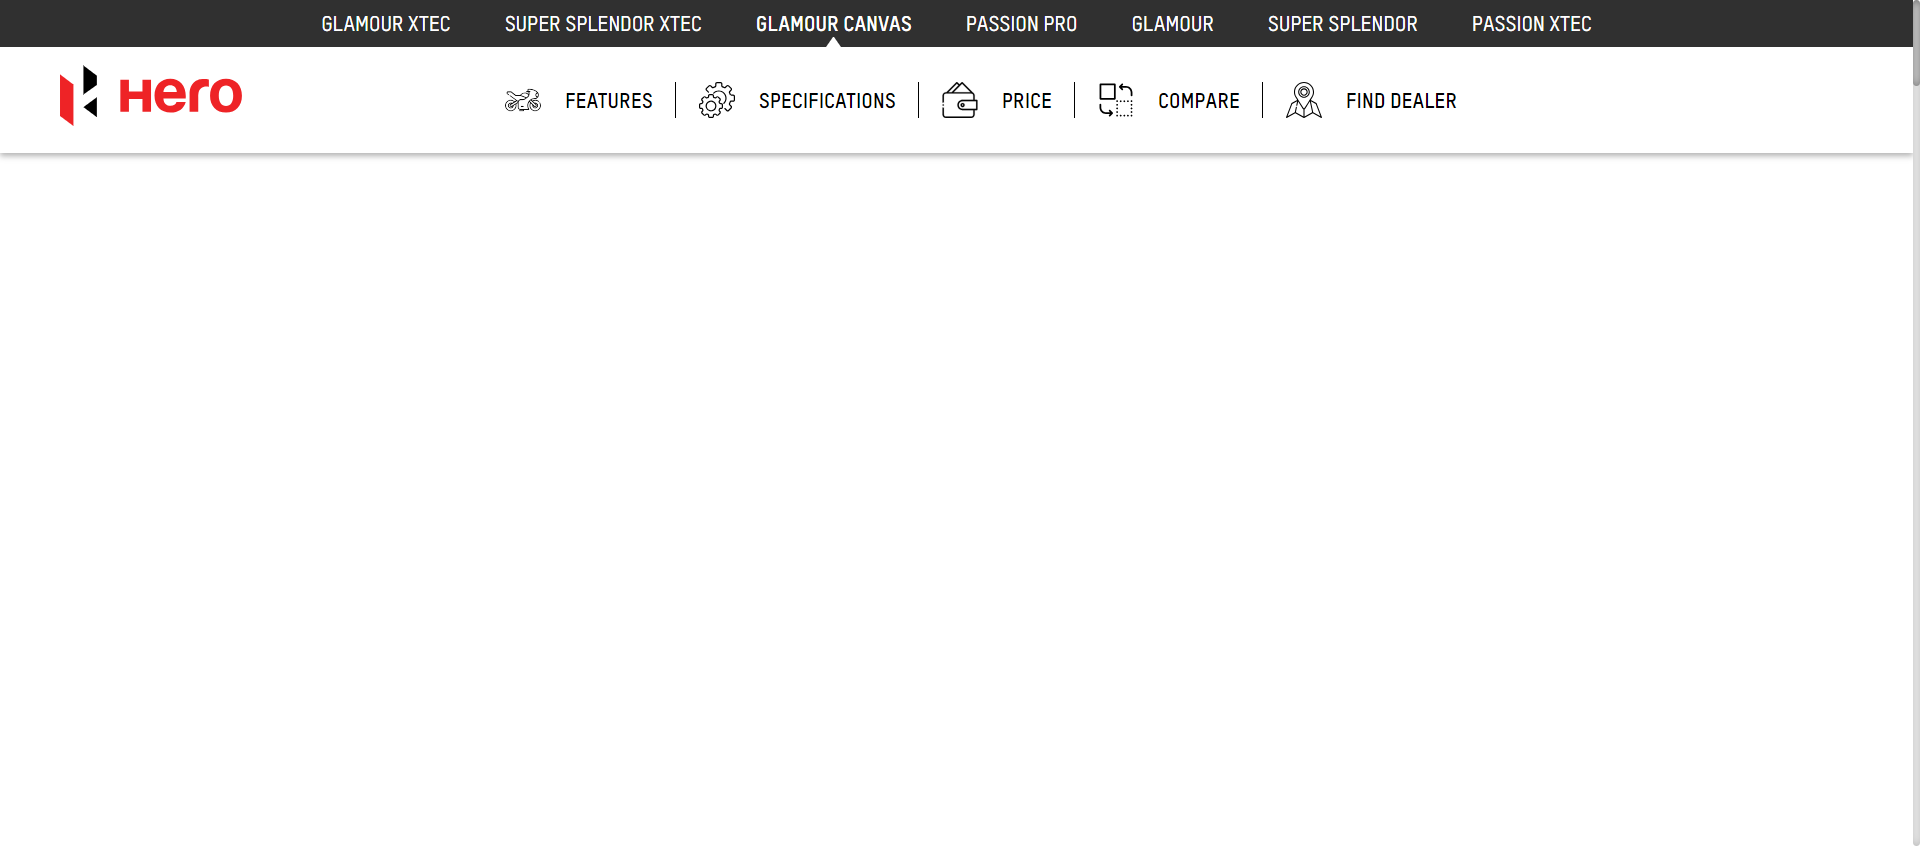 GLAMOUR XTEC SUPER SPLENDOR XTEC GLAMOUR CANVAS PASSION PRO GLAMOUR SUPER SPLENDOR PASSION XTEC
Hero FEATURES SPECIFICATIONS PRICE COMPARE FIND DEALER